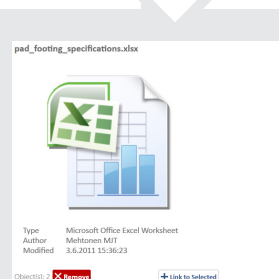 pad_footing_specifications.xlsx
Type Microsoft Office Excel Worksheet
Author Mehtonen MJT
Modified 3.6.2011 15:36:23
Object(s): 2 Remove + Link to Selected